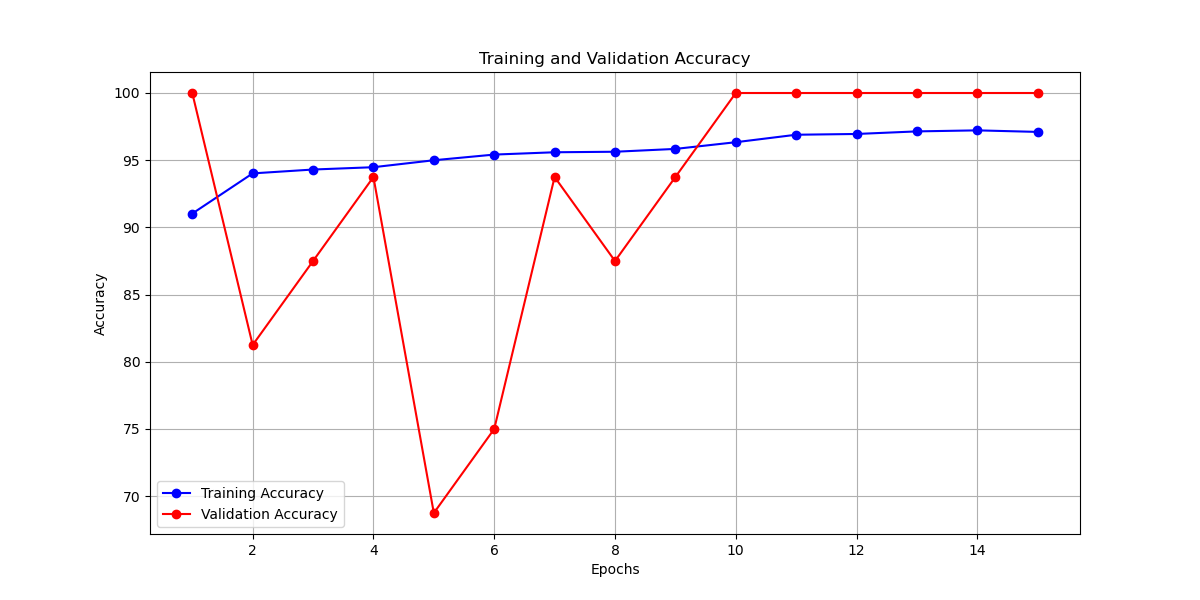 Training and Validation Accuracy
100
95
90
85
80
75
70
Accuracy
Training Accuracy
Validation Accuracy
2 4 6 8 10 12 14
Epochs